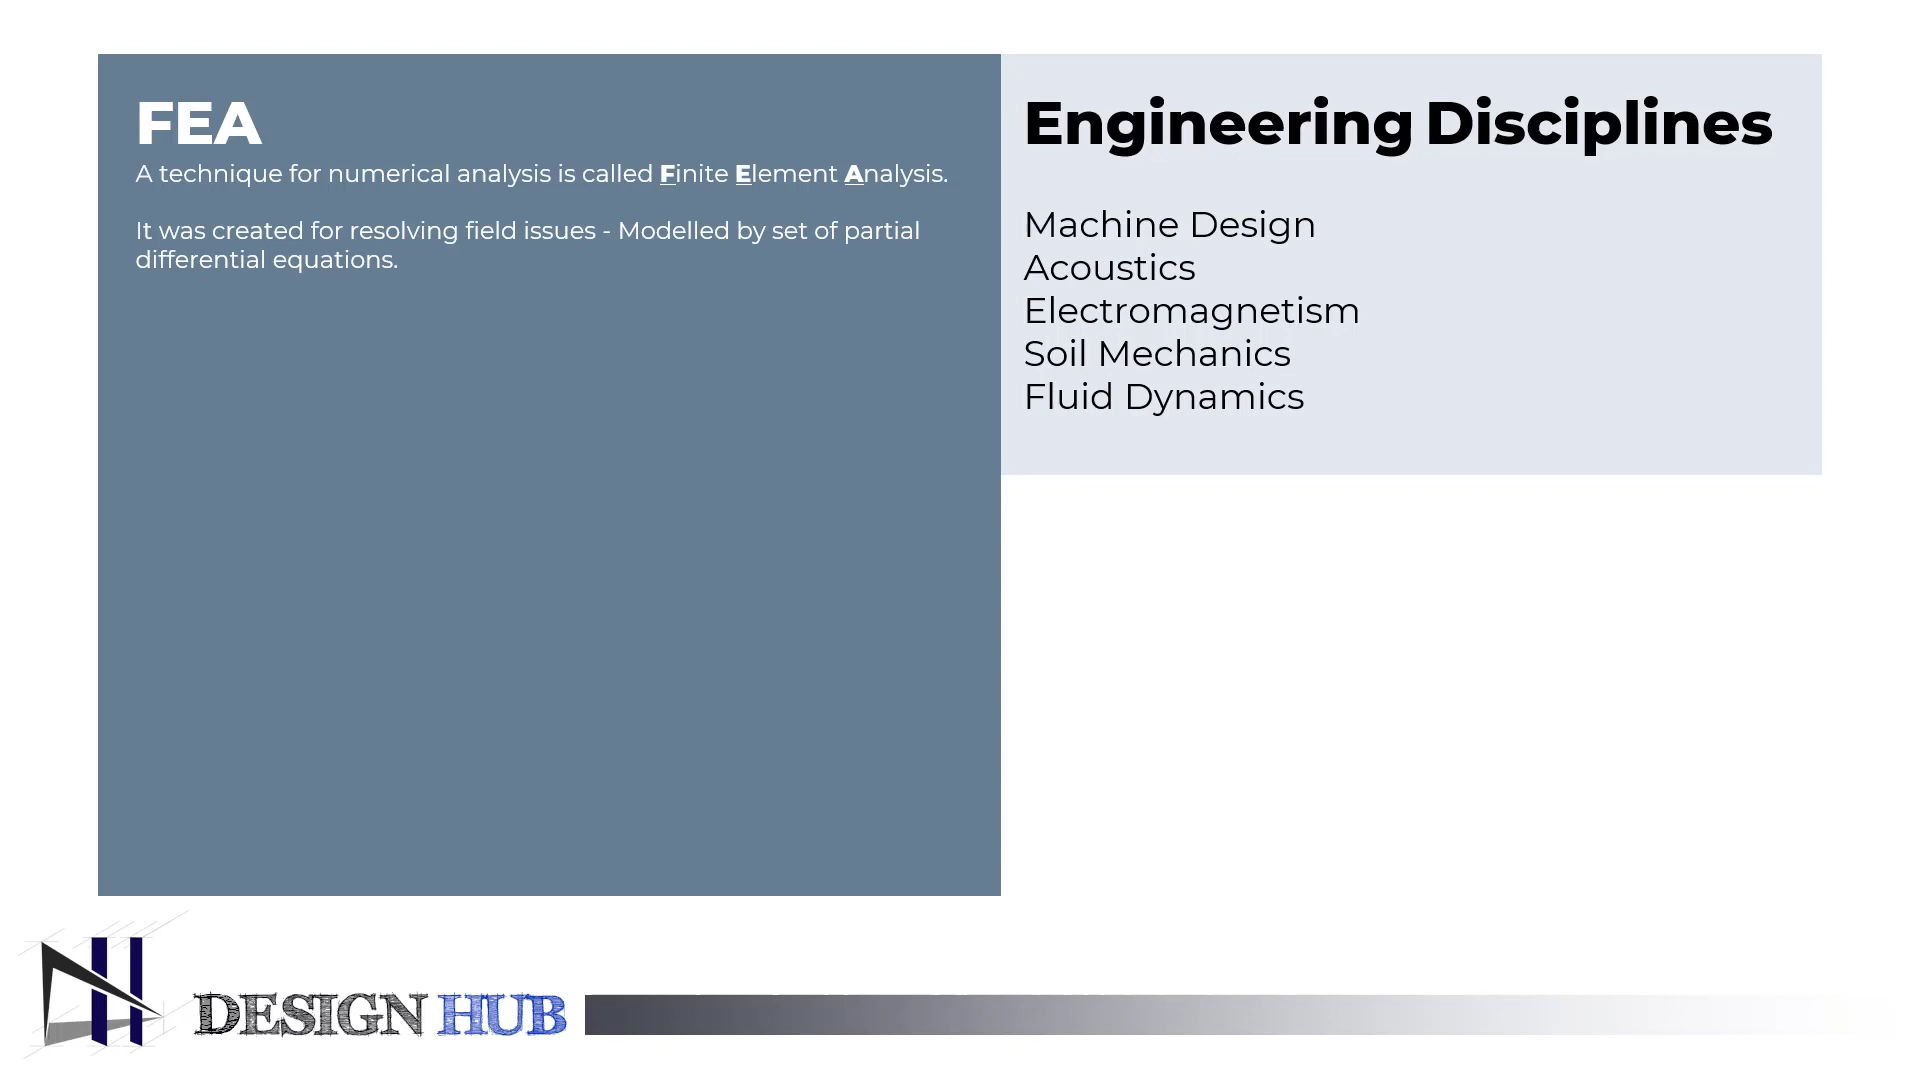 FEA
A technique for numerical analysis is called Finite Element Analysis.
It was created for resolving field issues - Modelled by set of partial
differential equations.
Engineering Disciplines
Machine Design
Acoustics
Electromagnetism
Soil Mechanics
Fluid Dynamics
DESIGN HUB